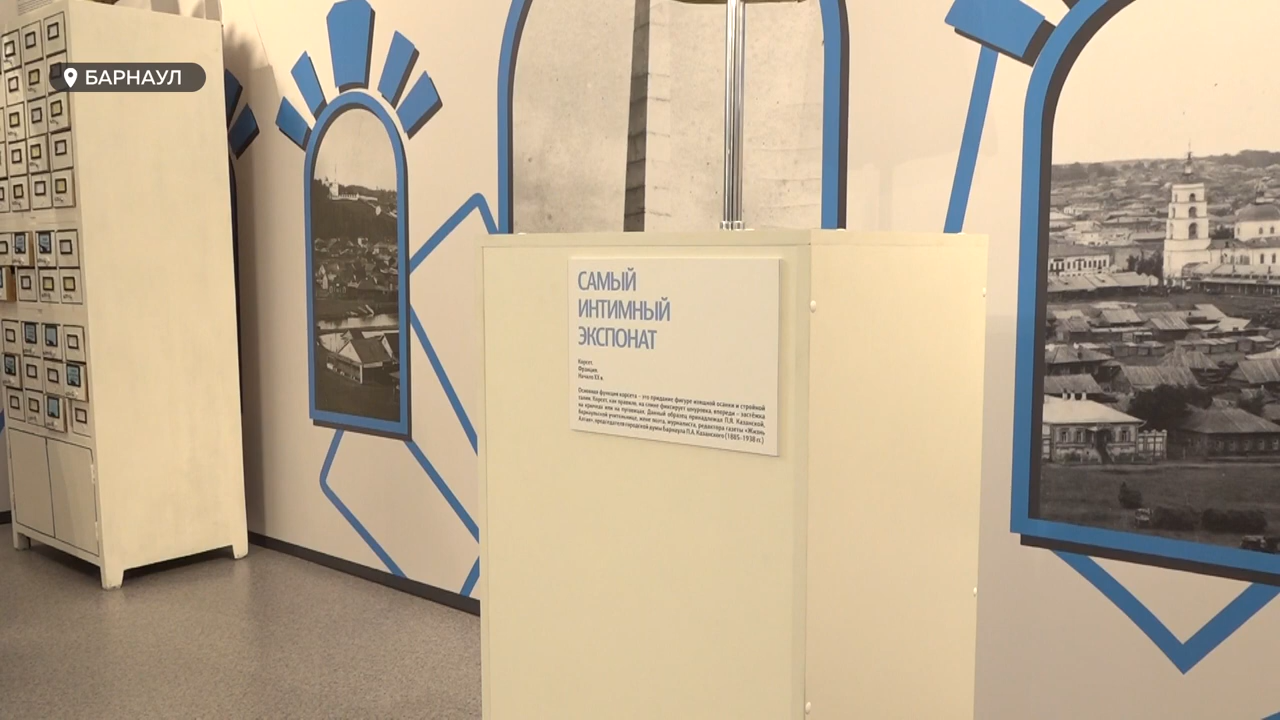 БАРНАУЛ
САМЫЙ
ИНТИМНЫЙ
ЭКСПОНАТ
Корсет.
Франция.
Начало XX в.
Основная функция корсета – это придание фигуре изящной осанки и стройной
талии. Корсет, как правило, на спине фиксирует шнуровка, впереди – застёжка
на крючках или на пуговицах. Данный образец принадлежал П.Я. Казанской,
барнаульской учительнице, жене поэта, журналиста, редактора газеты «Жизнь
Алтая», председателя городской думы Барнаула П.А. Казанского (1885–1938 гг.)